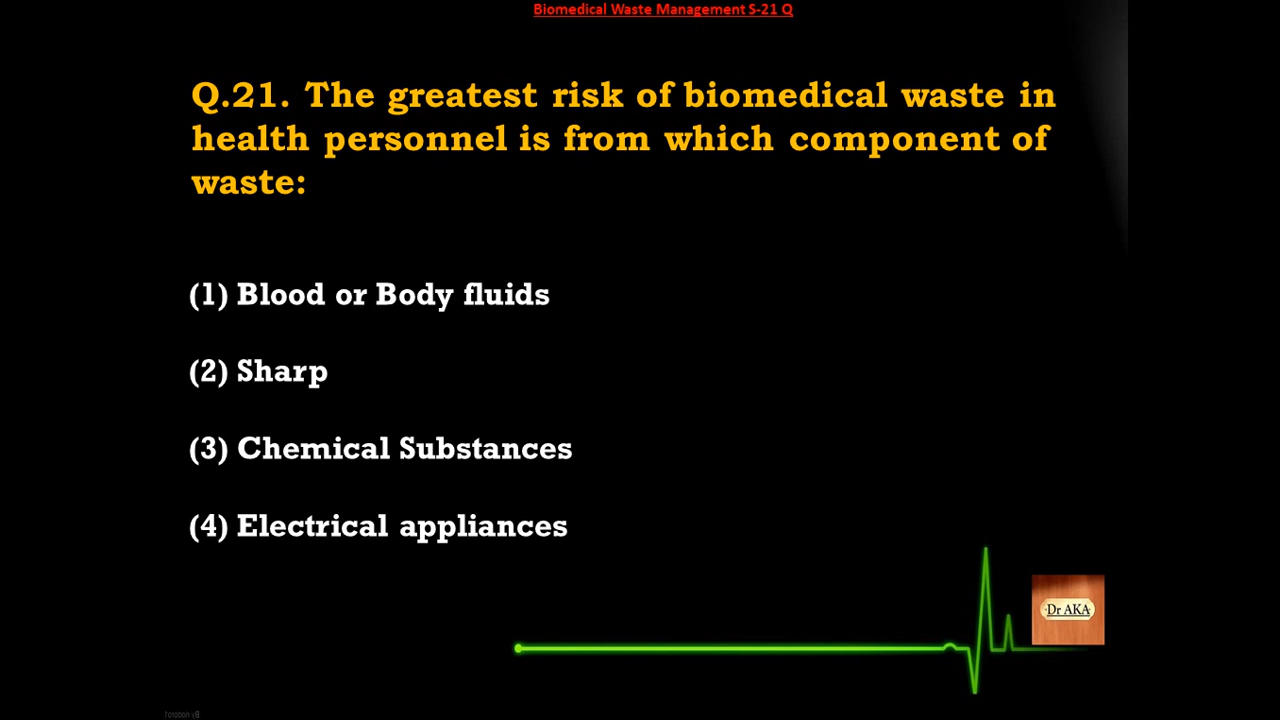 Biomedical Waste Management S-21 Q
Q.21. The greatest risk of biomedical waste in
health personnel is from which component of
waste:
(1) Blood or Body fluids
(2) Sharp
(3) Chemical Substances
(4) Electrical appliances
Dr AKA